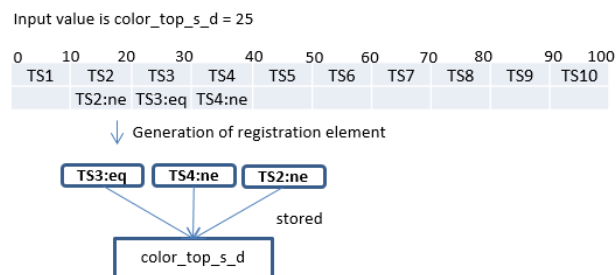 Input value is color_top_s_d = 25
0 10 20 30 40 50 60 70 80 90 100
TS1 TS2 TS3 TS4 TS5 TS6 TS7 TS8 TS9 TS10
TS2:ne TS3:eq TS4:ne
Generation of registration element
TS3:eq TS4:ne TS2:ne
stored
color_top_s_d